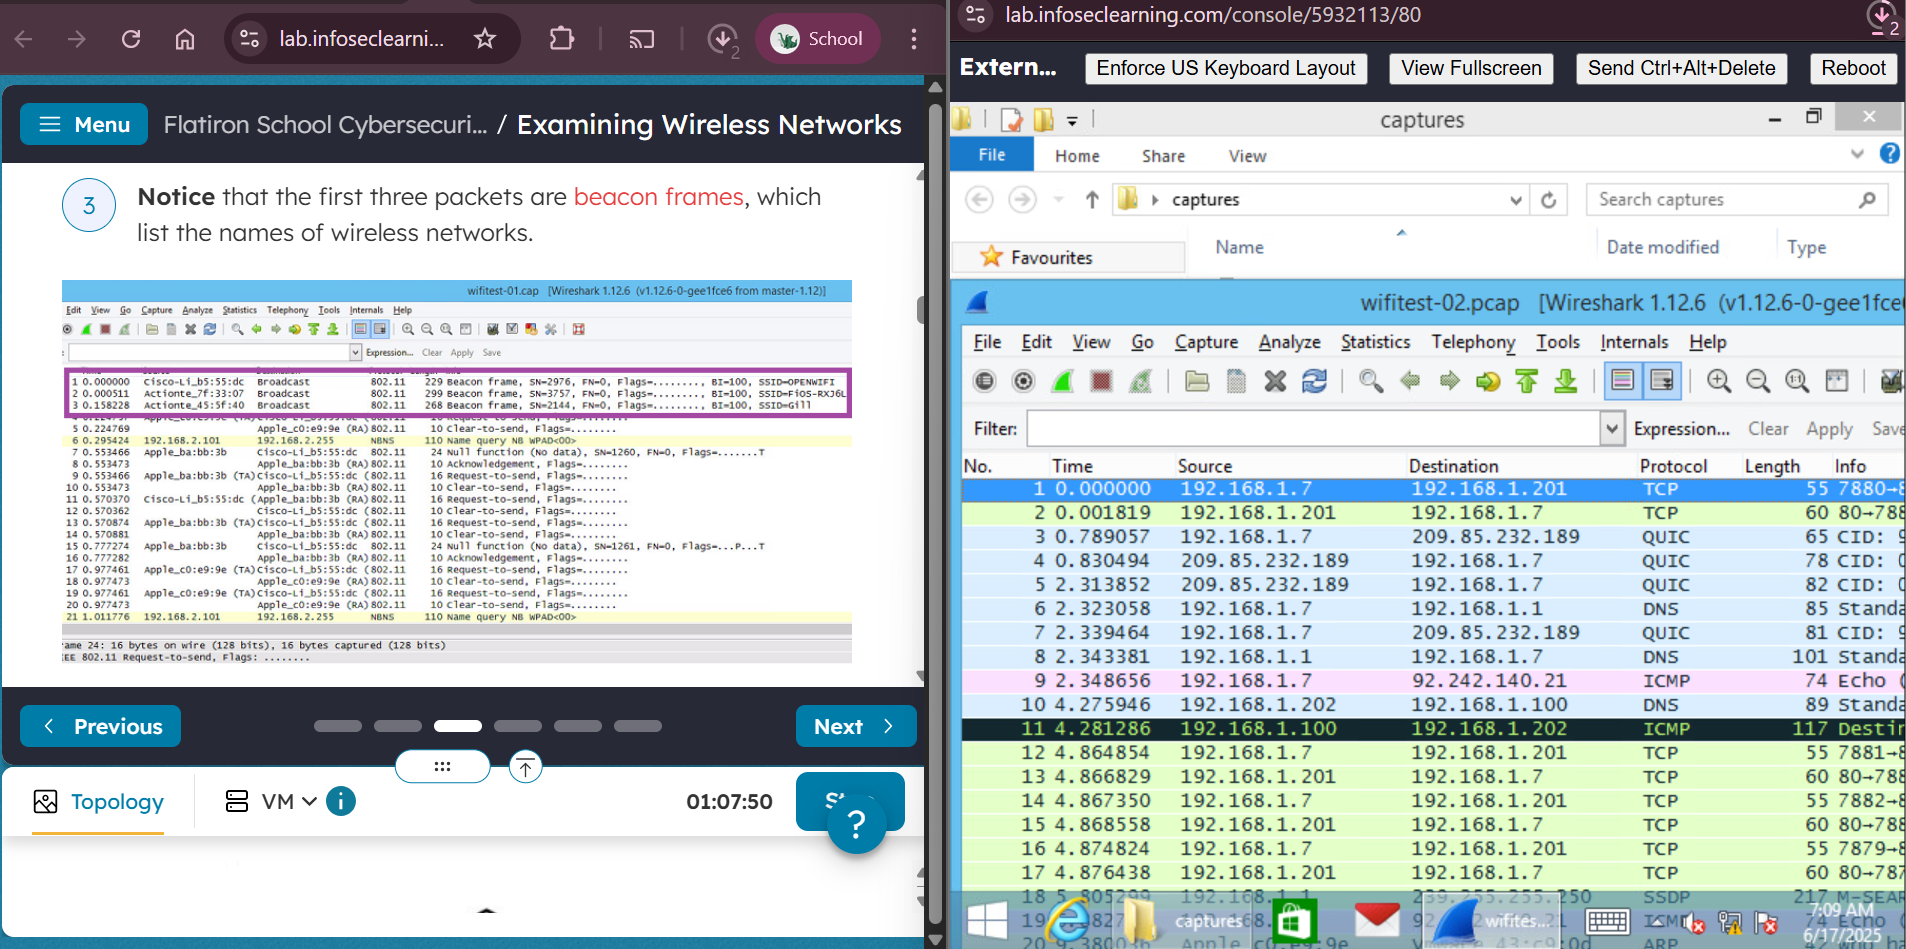 lab.infoseclearni...
2
School
Menu
Flatiron School Cybersecuri... / Examining Wireless Networks
3
Notice that the first three packets are beacon frames, which
list the names of wireless networks.
wifitest-01.cap [Wireshark 1.12.6 (v1.12.6-0-gee1fce6 from master-1.12)]
Edit View Go Capture Analyze Statistics Telephony Tools Internals Help
Expression... Clear Apply Save
1 0.000000 Cisco-Li_b5:55:dc Broadcast 802.11 229 Beacon frame, SN=2976, FN=0, Flags=........, BI=100, SSID=OPENWIFI
2 0.000511 Actionte_7f:33:07 Broadcast 802.11 299 Beacon frame, SN=3757, FN=0, Flags=........, BI=100, SSID=FiOS-RXJ6L
3 0.158228 Actionte_45:5f:40 Broadcast 802.11 268 Beacon frame, SN=2144, FN=0, Flags=........, BI=100, SSID=Gill
5 0.224769 Apple_c0:e9:9e (RA) 802.11 10 Clear-to-send, Flags=........
6 0.295424 192.168.2.101 192.168.2.255 NBNS 110 Name query NB WPAD<00>
7 0.553466 Apple_ba:bb:3b Cisco-Li_b5:55:dc 802.11 24 Null function (No data), SN=1260, FN=0, Flags=.......T
8 0.553473 Apple_ba:bb:3b (RA) 802.11 10 Acknowledgement, Flags=........
9 0.553466 Apple_ba:bb:3b (TA) Cisco-Li_b5:55:dc ( 802.11 16 Request-to-send, Flags=........
10 0.553473 Apple_ba:bb:3b (RA) 802.11 10 Clear-to-send, Flags=........
11 0.570370 Cisco-Li_b5:55:dc ( Apple_ba:bb:3b (RA) 802.11 16 Request-to-send, Flags=........
12 0.570362 Cisco-Li_b5:55:dc ( 802.11 10 Clear-to-send, Flags=........
13 0.570874 Apple_ba:bb:3b (TA) Cisco-Li_b5:55:dc ( 802.11 16 Request-to-send, Flags=........
14 0.570881 Apple_ba:bb:3b (RA) 802.11 10 Clear-to-send, Flags=........
15 0.777274 Apple_ba:bb:3b Cisco-Li_b5:55:dc 802.11 24 Null function (No data), SN=1261, FN=0, Flags=...P...T
16 0.777282 Apple_ba:bb:3b (RA) 802.11 10 Acknowledgement, Flags=........
17 0.977461 Apple_c0:e9:9e (TA) Cisco-Li_b5:55:dc ( 802.11 16 Request-to-send, Flags=........
18 0.977473 Apple_c0:e9:9e (RA) 802.11 10 Clear-to-send, Flags=........
19 0.977461 Apple_c0:e9:9e (TA) Cisco-Li_b5:55:dc ( 802.11 16 Request-to-send, Flags=........
20 0.977473 Apple_c0:e9:9e (RA) 802.11 10 Clear-to-send, Flags=........
21 1.011776 192.168.2.101 192.168.2.255 NBNS 110 Name query NB WPAD<00>
ame 24: 16 bytes on wire (128 bits), 16 bytes captured (128 bits)
EEE 802.11 Request-to-send, Flags: ........
Previous
Next
Topology
VM
i
01:07:50
?
lab.infoseclearning.com/console/5932113/80
2
Extern...
Enforce US Keyboard Layout
View Fullscreen
Send Ctrl+Alt+Delete
Reboot
captures
File Home Share View
captures
Search captures
Favourites
Name Date modified Type
wifitest-02.pcap [Wireshark 1.12.6 (v1.12.6-0-gee1fce
File Edit View Go Capture Analyze Statistics Telephony Tools Internals Help
Filter: Expression... Clear Apply Save
No. Time Source Destination Protocol Length Info
1 0.000000 192.168.1.7 192.168.1.201 TCP 55 7880→8
2 0.001819 192.168.1.201 192.168.1.7 TCP 60 80→788
3 0.789057 192.168.1.7 209.85.232.189 QUIC 65 CID: 9
4 0.830494 209.85.232.189 192.168.1.7 QUIC 78 CID: 0
5 2.313852 209.85.232.189 192.168.1.7 QUIC 82 CID: 0
6 2.323058 192.168.1.7 192.168.1.1 DNS 85 Standa
7 2.339464 192.168.1.7 209.85.232.189 QUIC 81 CID: 9
8 2.343381 192.168.1.1 192.168.1.7 DNS 101 Standa
9 2.348656 192.168.1.7 92.242.140.21 ICMP 74 Echo (
10 4.275946 192.168.1.202 192.168.1.100 DNS 89 Standa
11 4.281286 192.168.1.100 192.168.1.202 ICMP 117 Destin
12 4.864854 192.168.1.7 192.168.1.201 TCP 55 7881→8
13 4.866829 192.168.1.201 192.168.1.7 TCP 60 80→788
14 4.867350 192.168.1.7 192.168.1.201 TCP 55 7882→8
15 4.868558 192.168.1.201 192.168.1.7 TCP 60 80→788
16 4.874824 192.168.1.7 192.168.1.201 TCP 55 7879→8
17 4.876438 192.168.1.201 192.168.1.7 TCP 60 80→787
18 239.255.255.250 SSDP 217 M-SEAR
captures
wifites...
7:09 AM
6/17/2025